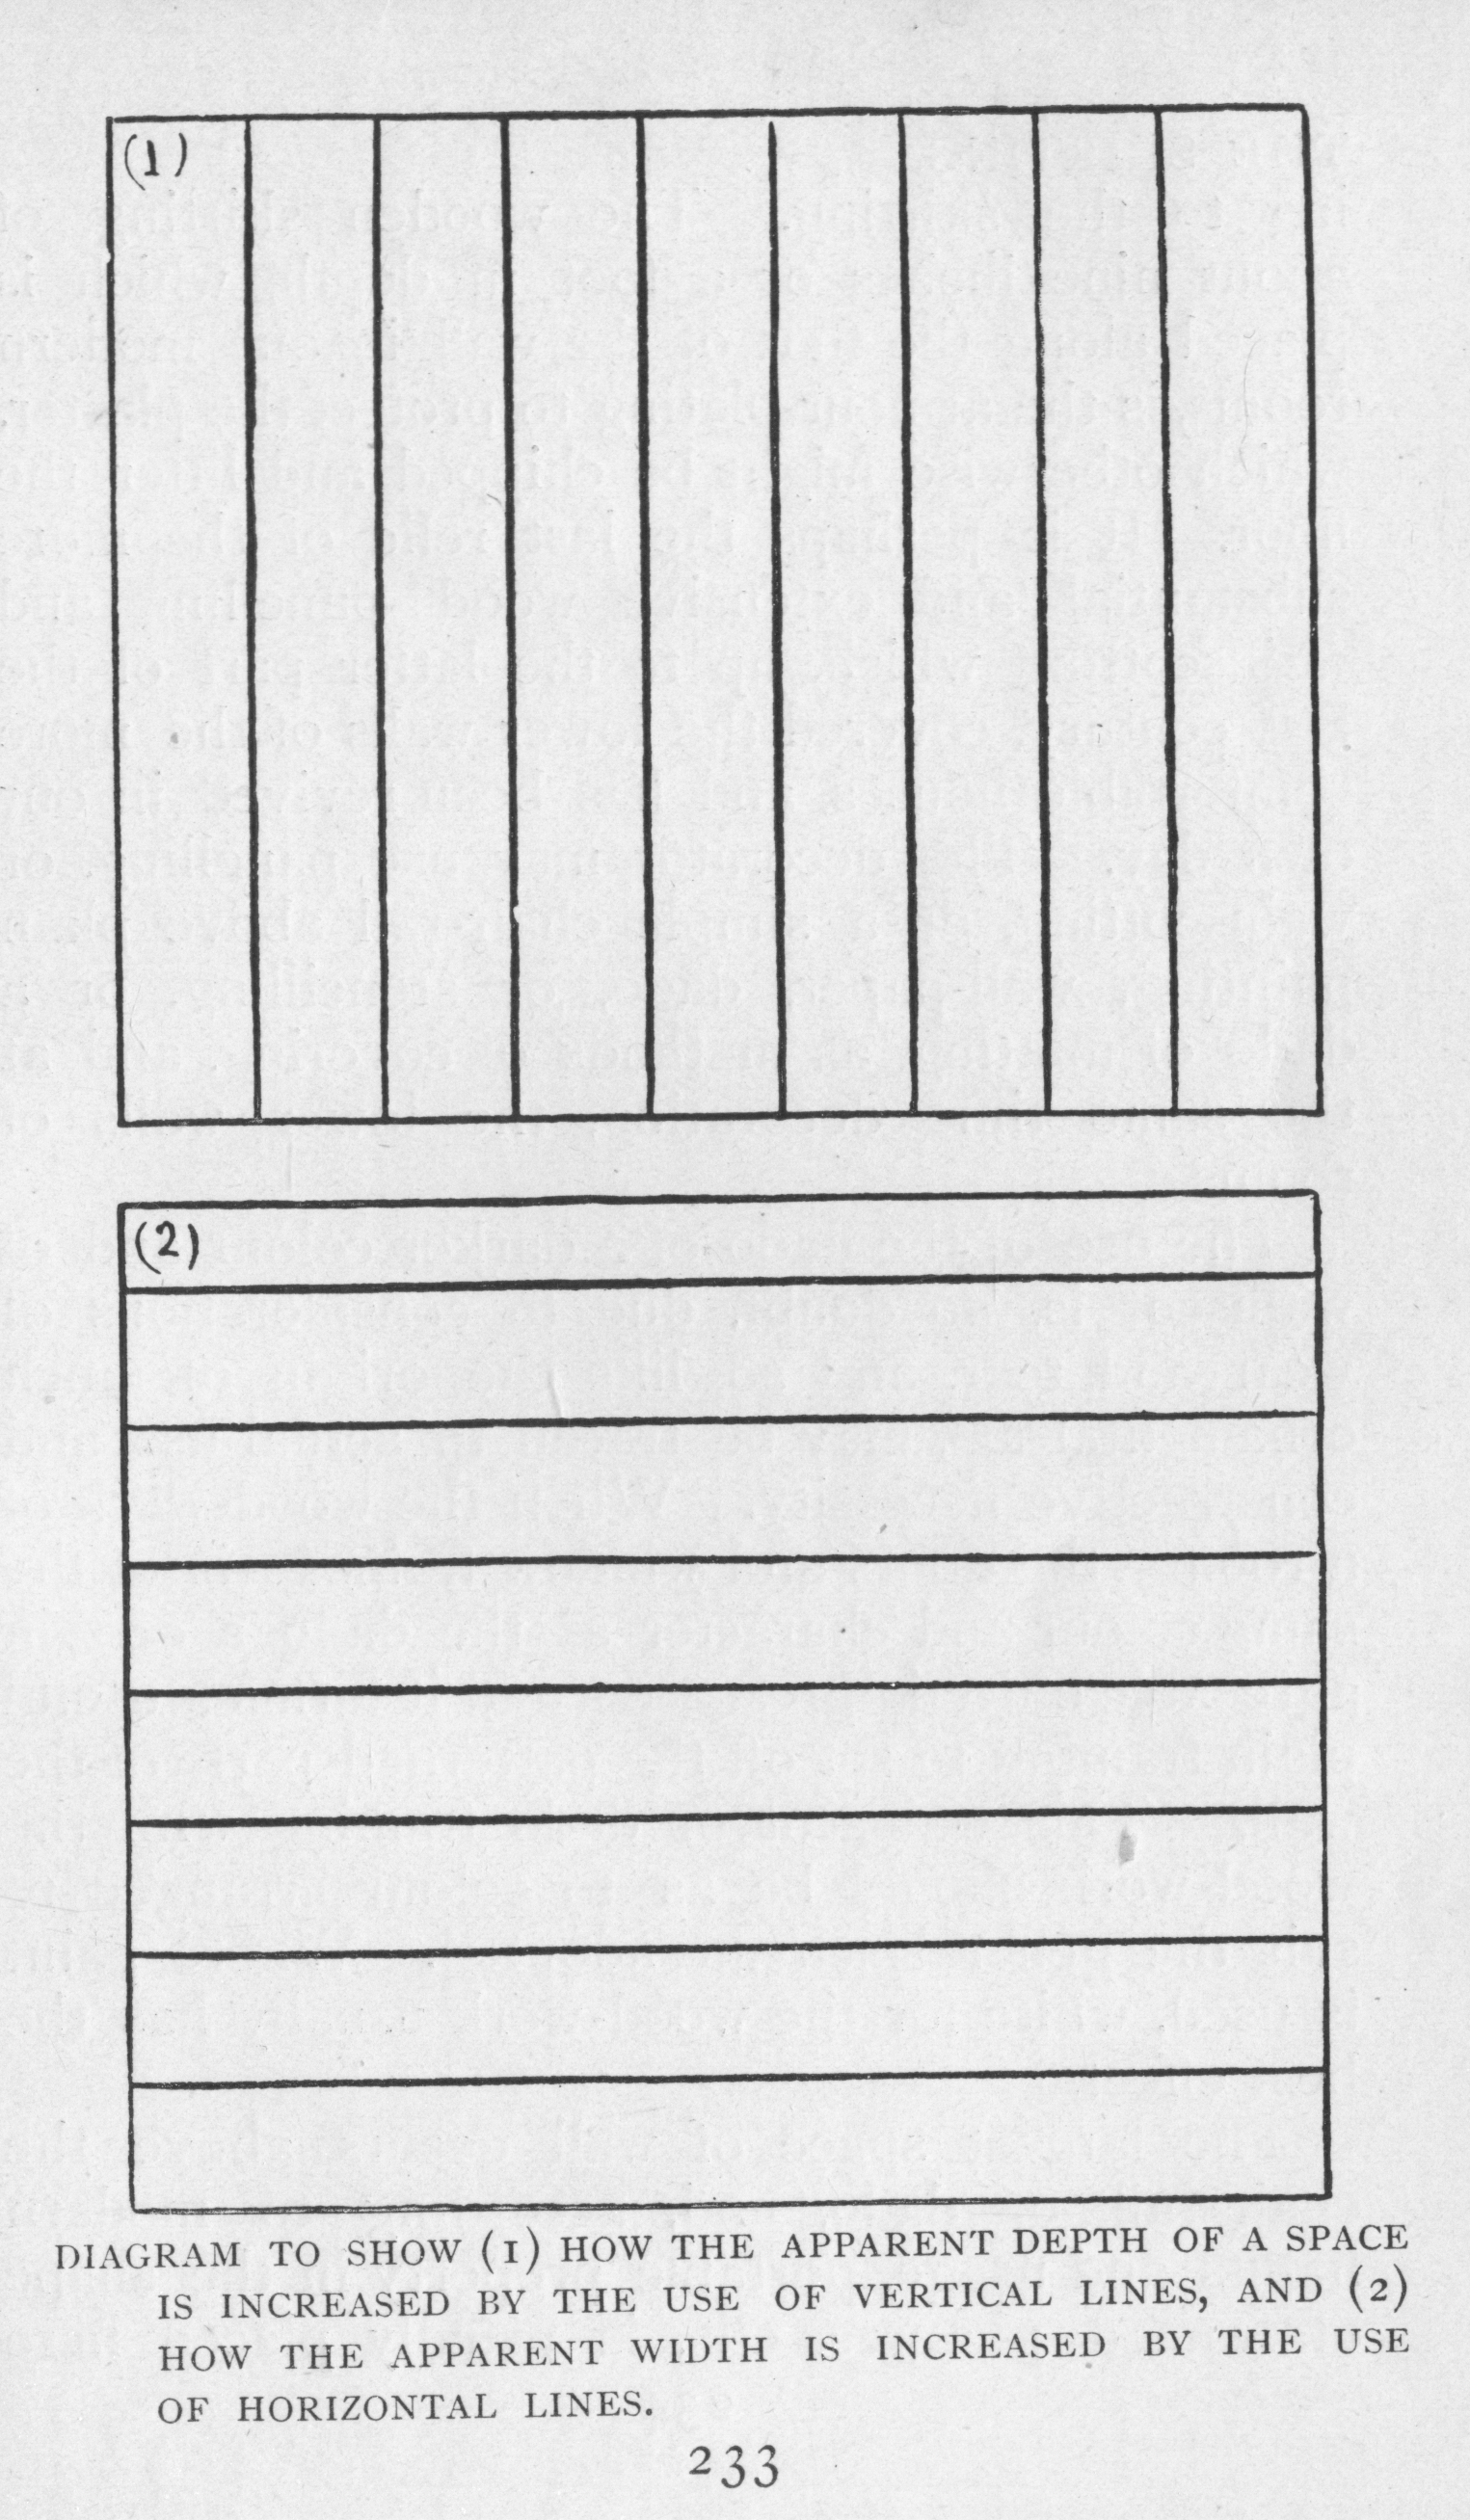 (1)
(2)
DIAGRAM TO SHOW (1) HOW THE APPARENT DEPTH OF A SPACE
IS INCREASED BY THE USE OF VERTICAL LINES, AND (2)
HOW THE APPARENT WIDTH IS INCREASED BY THE USE
OF HORIZONTAL LINES.
233